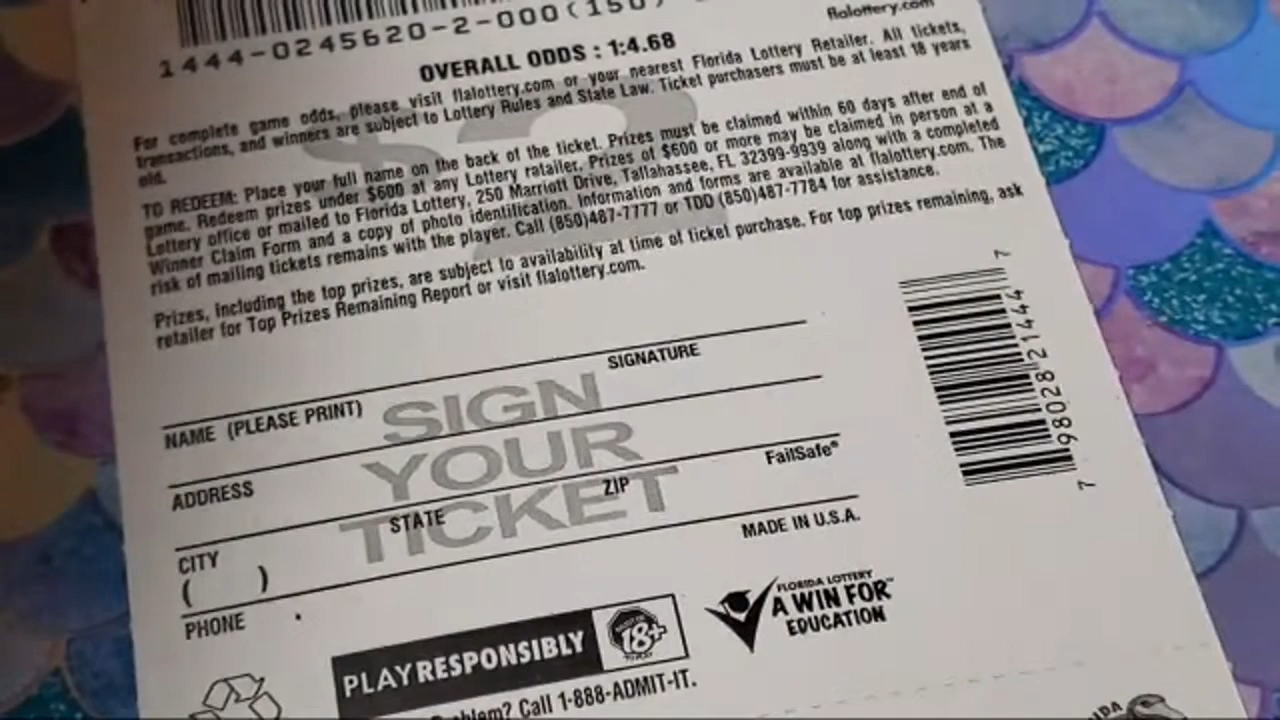 1444-0245620-2-000(150)
flalottery.com
OVERALL ODDS : 1:4.68
For complete game odds, please visit flalottery.com or your nearest Florida Lottery Retailer. All tickets,
transactions, and winners are subject to Lottery Rules and State Law. Ticket purchasers must be at least 18 years
old.
TO REDEEM: Place your full name on the back of the ticket. Prizes must be claimed within 60 days after end of
game. Redeem prizes under $600 at any Lottery retailer. Prizes of $600 or more may be claimed in person at a
Lottery office or mailed to Florida Lottery, 250 Marriott Drive, Tallahassee, FL 32399-9939 along with a completed
Winner Claim Form and a copy of photo identification. Information and forms are available at flalottery.com. The
risk of mailing tickets remains with the player. Call (850)487-7777 or TDD (850)487-7784 for assistance.
Prizes, including the top prizes, are subject to availability at time of ticket purchase. For top prizes remaining, ask
retailer for Top Prizes Remaining Report or visit flalottery.com.
$2
SIGN
YOUR
TICKET
NAME (PLEASE PRINT) SIGNATURE
ADDRESS
FailSafe®
CITY STATE ZIP
( )
MADE IN U.S.A.
PHONE
7 98028 21444 7
PLAY RESPONSIBLY
18+
TO PLAY
FLORIDA LOTTERY
A WIN FOR™
EDUCATION
Call 1-888-ADMIT-IT.